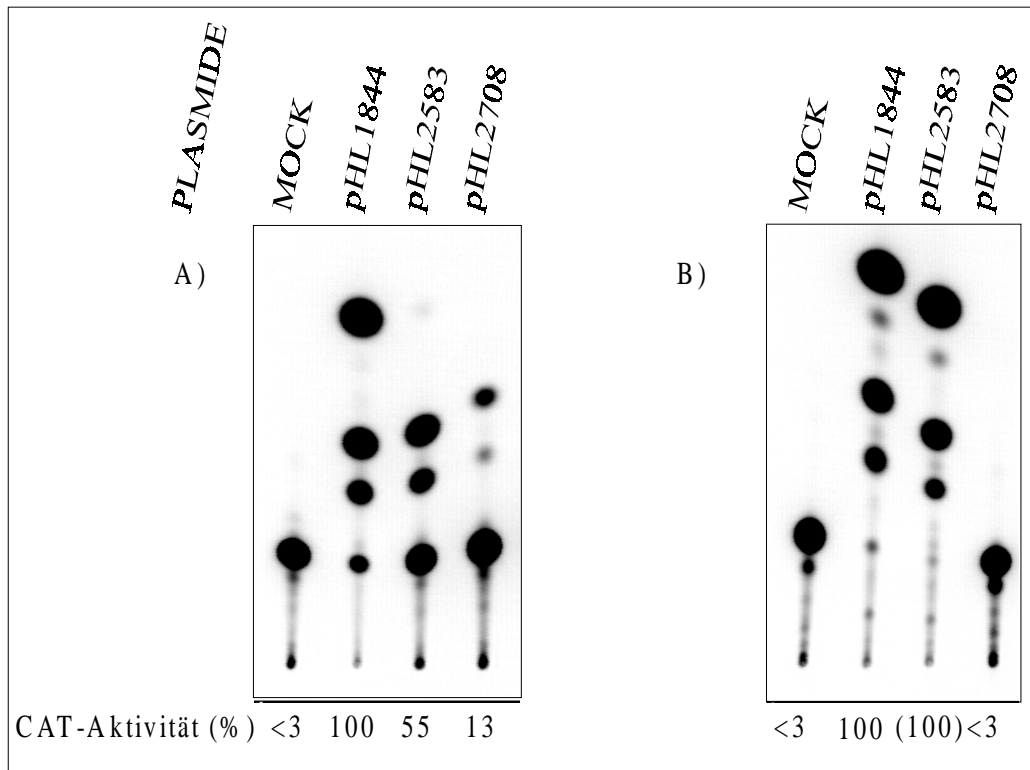 PLASMIDE MOCK pHL1844 pHL2583 pHL2708 MOCK pHL1844 pHL2583 pHL2708
A) B)
CAT-Aktivität (%) <3 100 55 13 <3 100 (100) <3